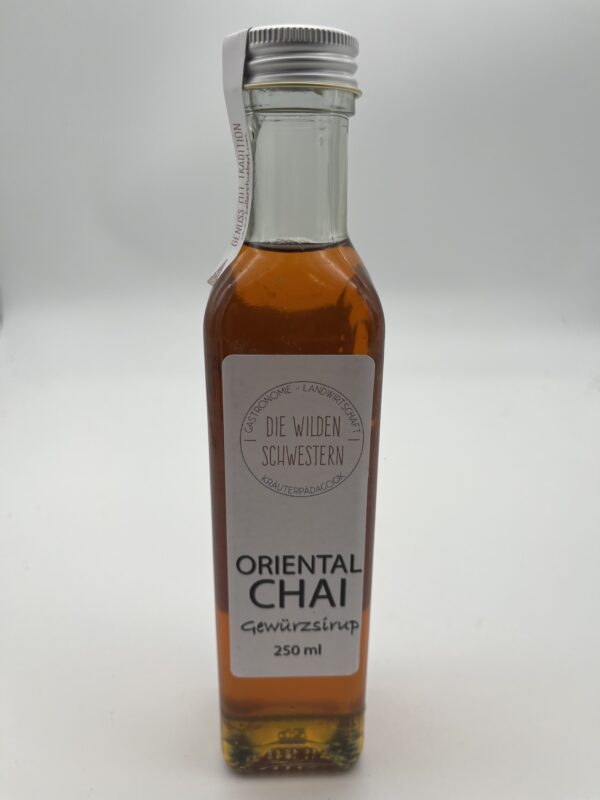 GENUSS MIT TRADITION
GASTRONOMIE - LANDWIRTSCHAFT
DIE WILDEN
SCHWESTERN
KRÄUTERPÄDAGOGIK
ORIENTAL
CHAI
Gewürzsirup
250 ml